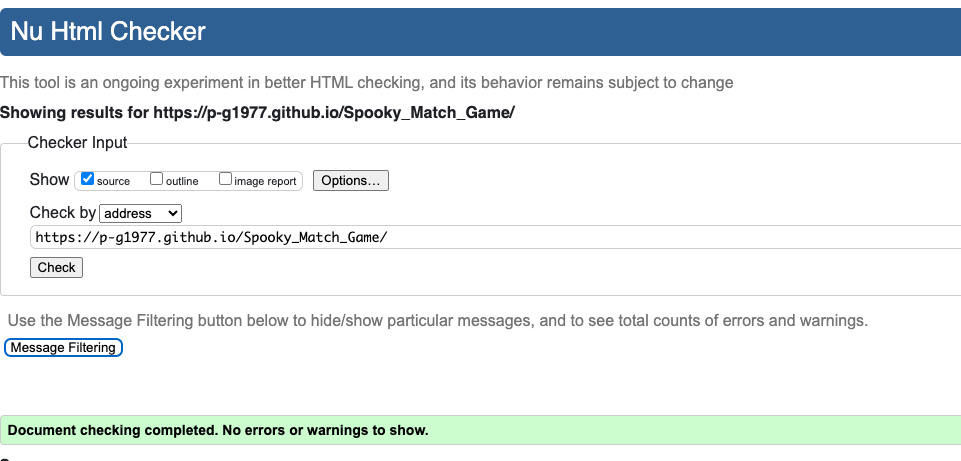 Nu Html Checker
This tool is an ongoing experiment in better HTML checking, and its behavior remains subject to change
Showing results for https://p-g1977.github.io/Spooky_Match_Game/
Checker Input
Show source outline image report Options...
Check by address
https://p-g1977.github.io/Spooky_Match_Game/
Check
Use the Message Filtering button below to hide/show particular messages, and to see total counts of errors and warnings.
Message Filtering
Document checking completed. No errors or warnings to show.